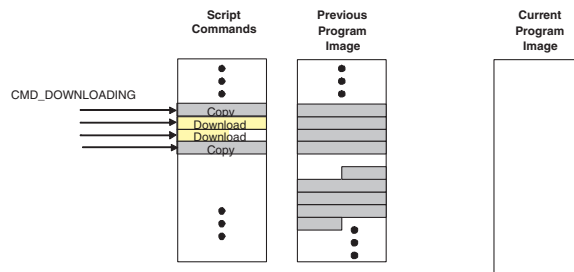 Script
Commands
Previous
Program
Image
Current
Program
Image
CMD_DOWNLOADING
Copy
Download
Download
Copy